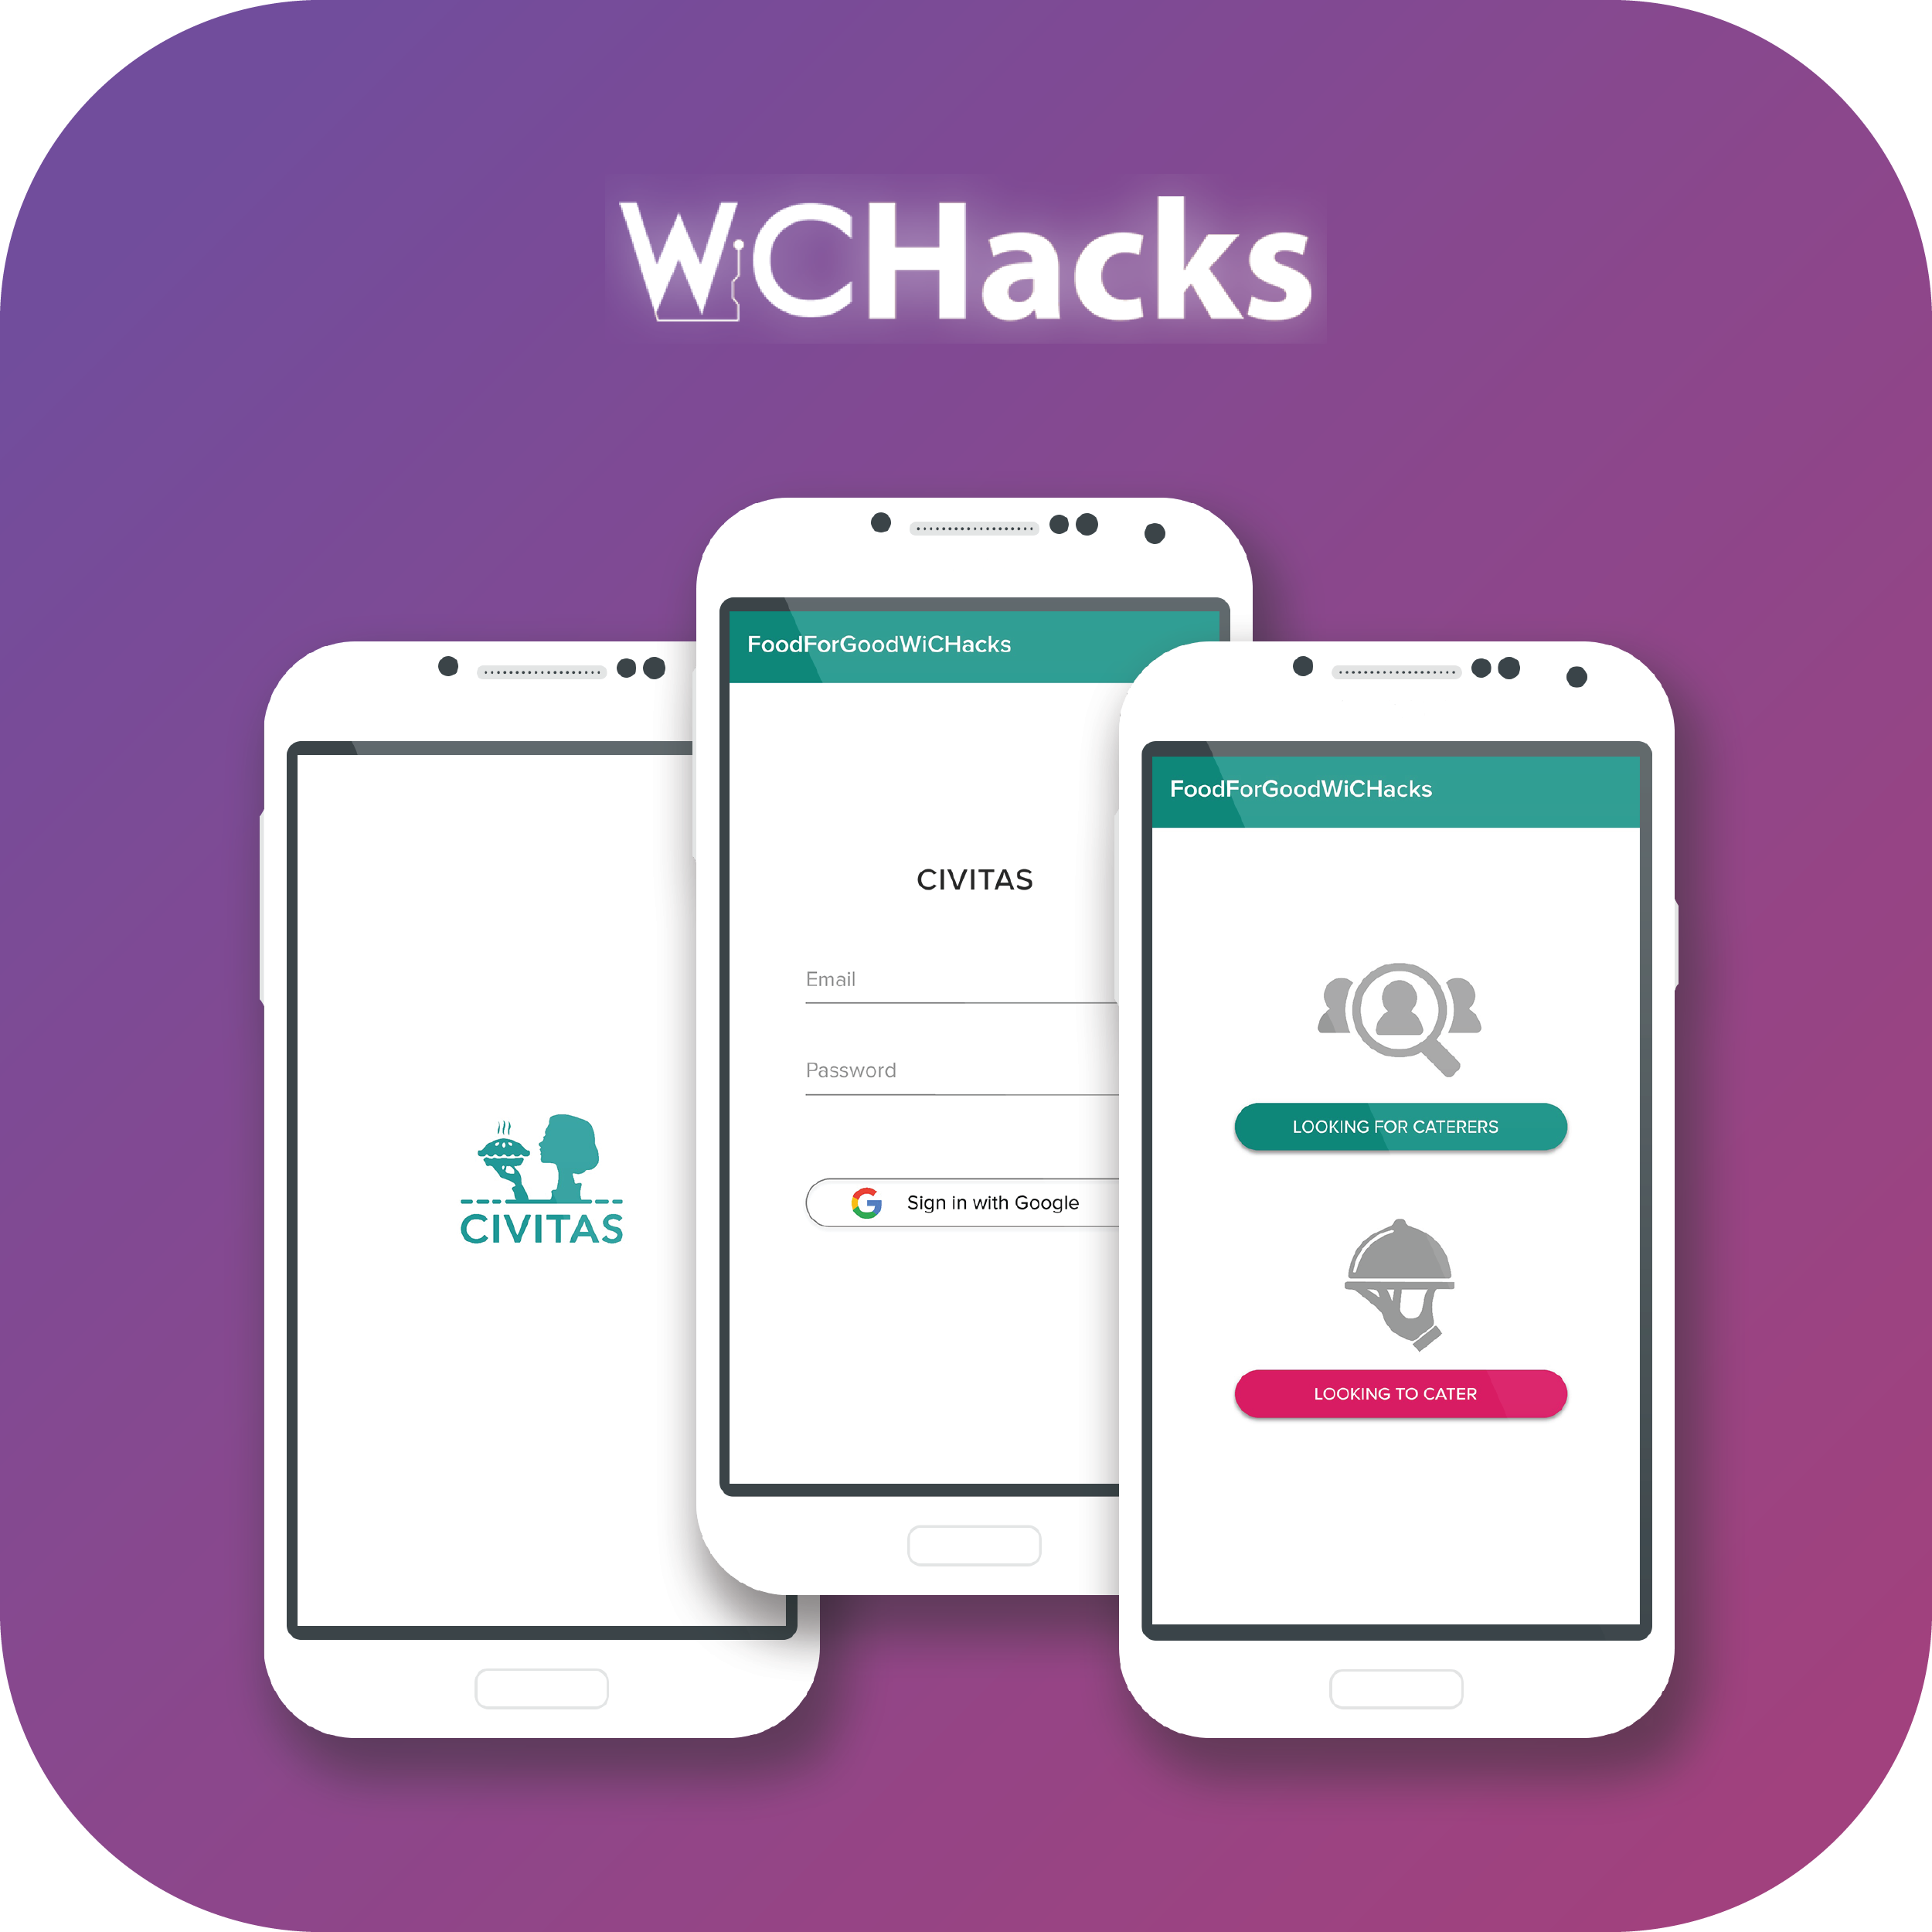 WiCHacks
CIVITAS
FoodForGoodWiCHacks
CIVITAS
Email
Password
Sign in with Google
FoodForGoodWiCHacks
LOOKING FOR CATERERS
LOOKING TO CATER